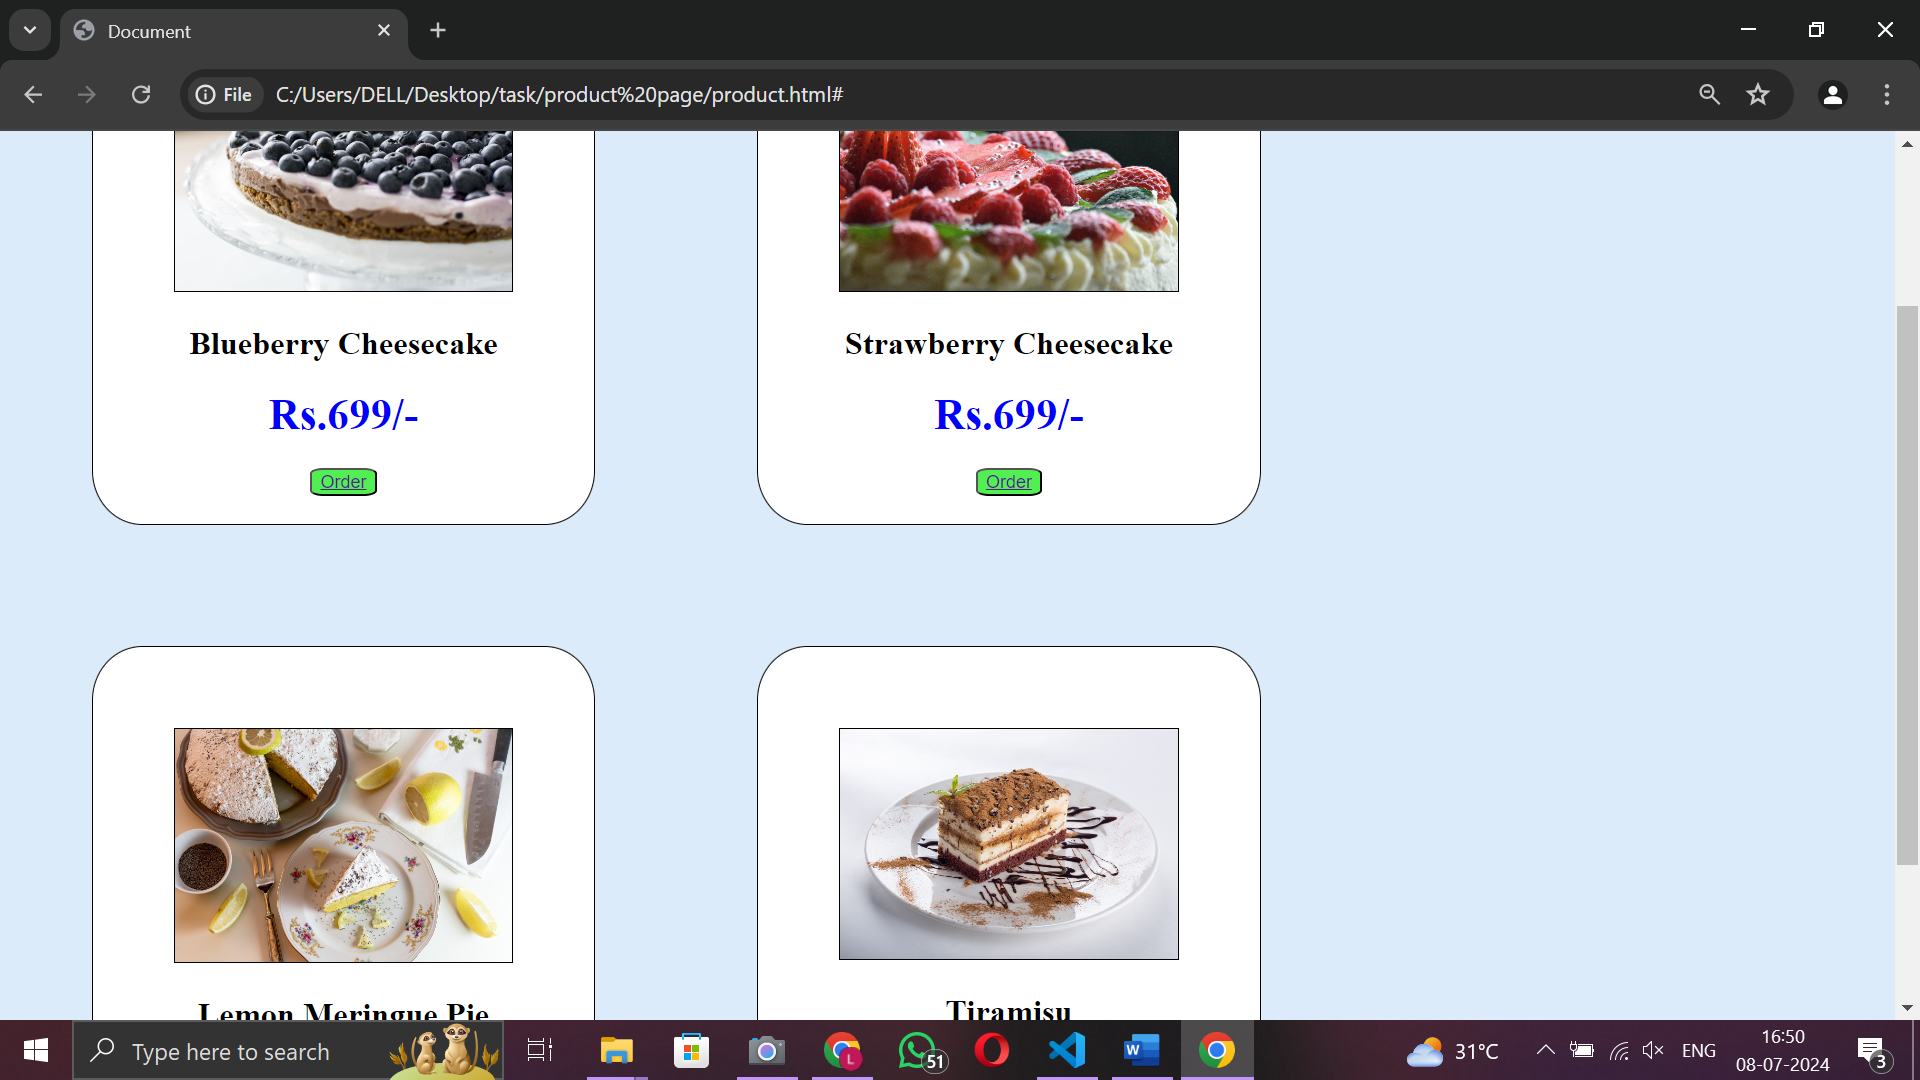 Document
File C:/Users/DELL/Desktop/task/product%20page/product.html#
Blueberry Cheesecake
Strawberry Cheesecake
Rs.699/-
Rs.699/-
Order
Order
Lemon Meringue Pie
Tiramisu
Type here to search
L
51
W
31°C
ENG
16:50
08-07-2024
3